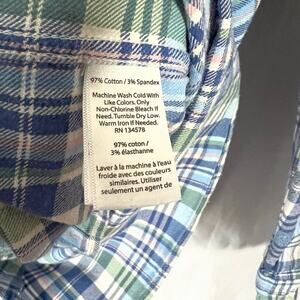 97% Cotton / 3% Spandex
Machine Wash Cold With
Like Colors. Only
Non-Chlorine Bleach If
Need. Tumble Dry Low.
Warm Iron If Needed.
RN 134578
97% coton /
3% élasthanne
Laver à la machine à l'eau
froide avec des couleurs
similaires. Utiliser
seulement un agent de